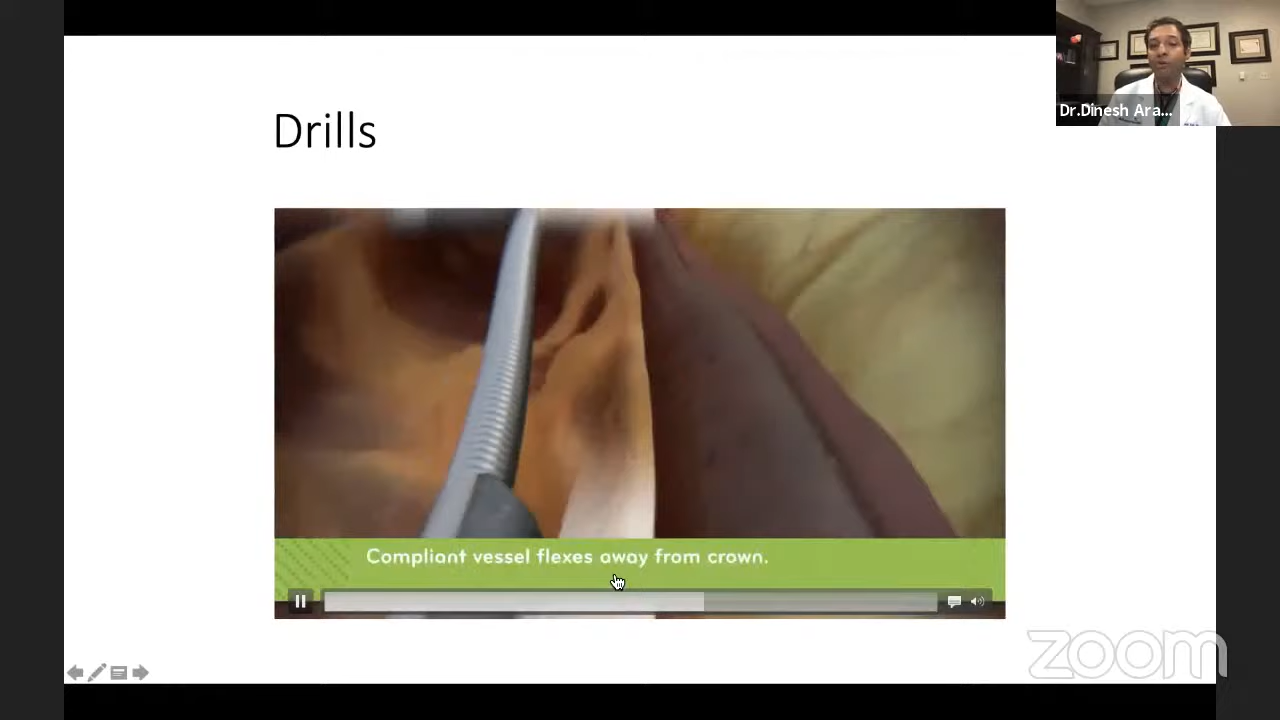 Dr.Dinesh Ara...
Drills
Compliant vessel flexes away from crown.
zoom